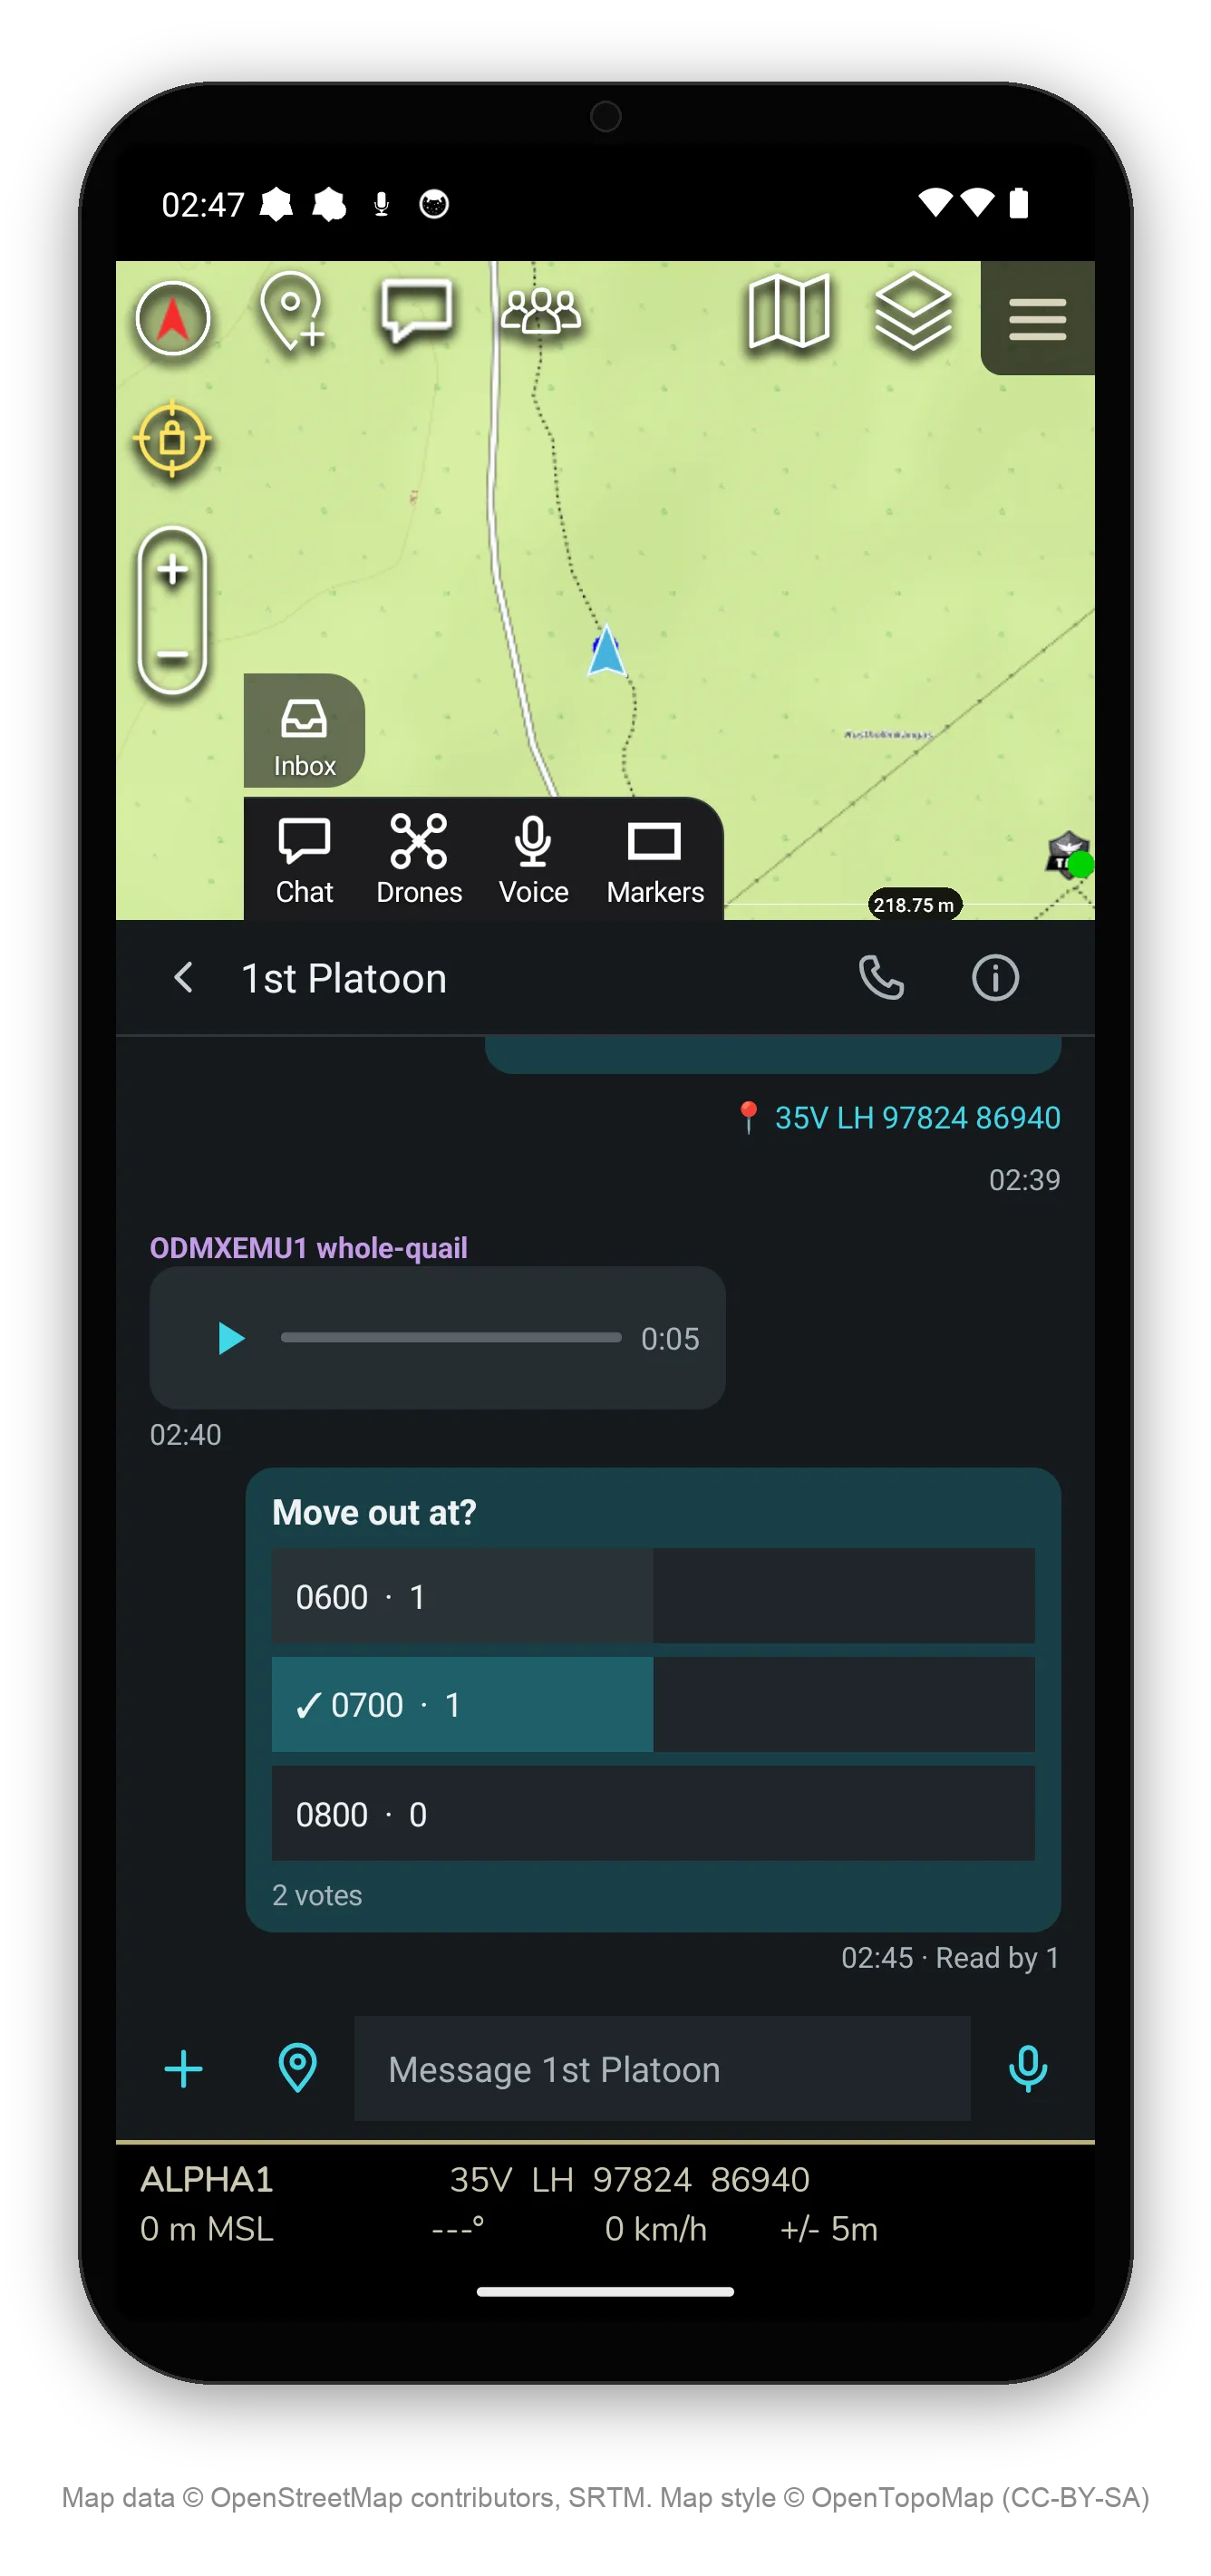 02:47
Inbox
Chat
Drones
Voice
Markers
218.75 m
1st Platoon
📍 35V LH 97824 86940
02:39
ODMXEMU1 whole-quail
0:05
02:40
Move out at?
0600 · 1
✓ 0700 · 1
0800 · 0
2 votes
02:45 · Read by 1
Message 1st Platoon
ALPHA1 35V LH 97824 86940
0 m MSL ---° 0 km/h +/- 5m
Map data © OpenStreetMap contributors, SRTM. Map style © OpenTopoMap (CC-BY-SA)